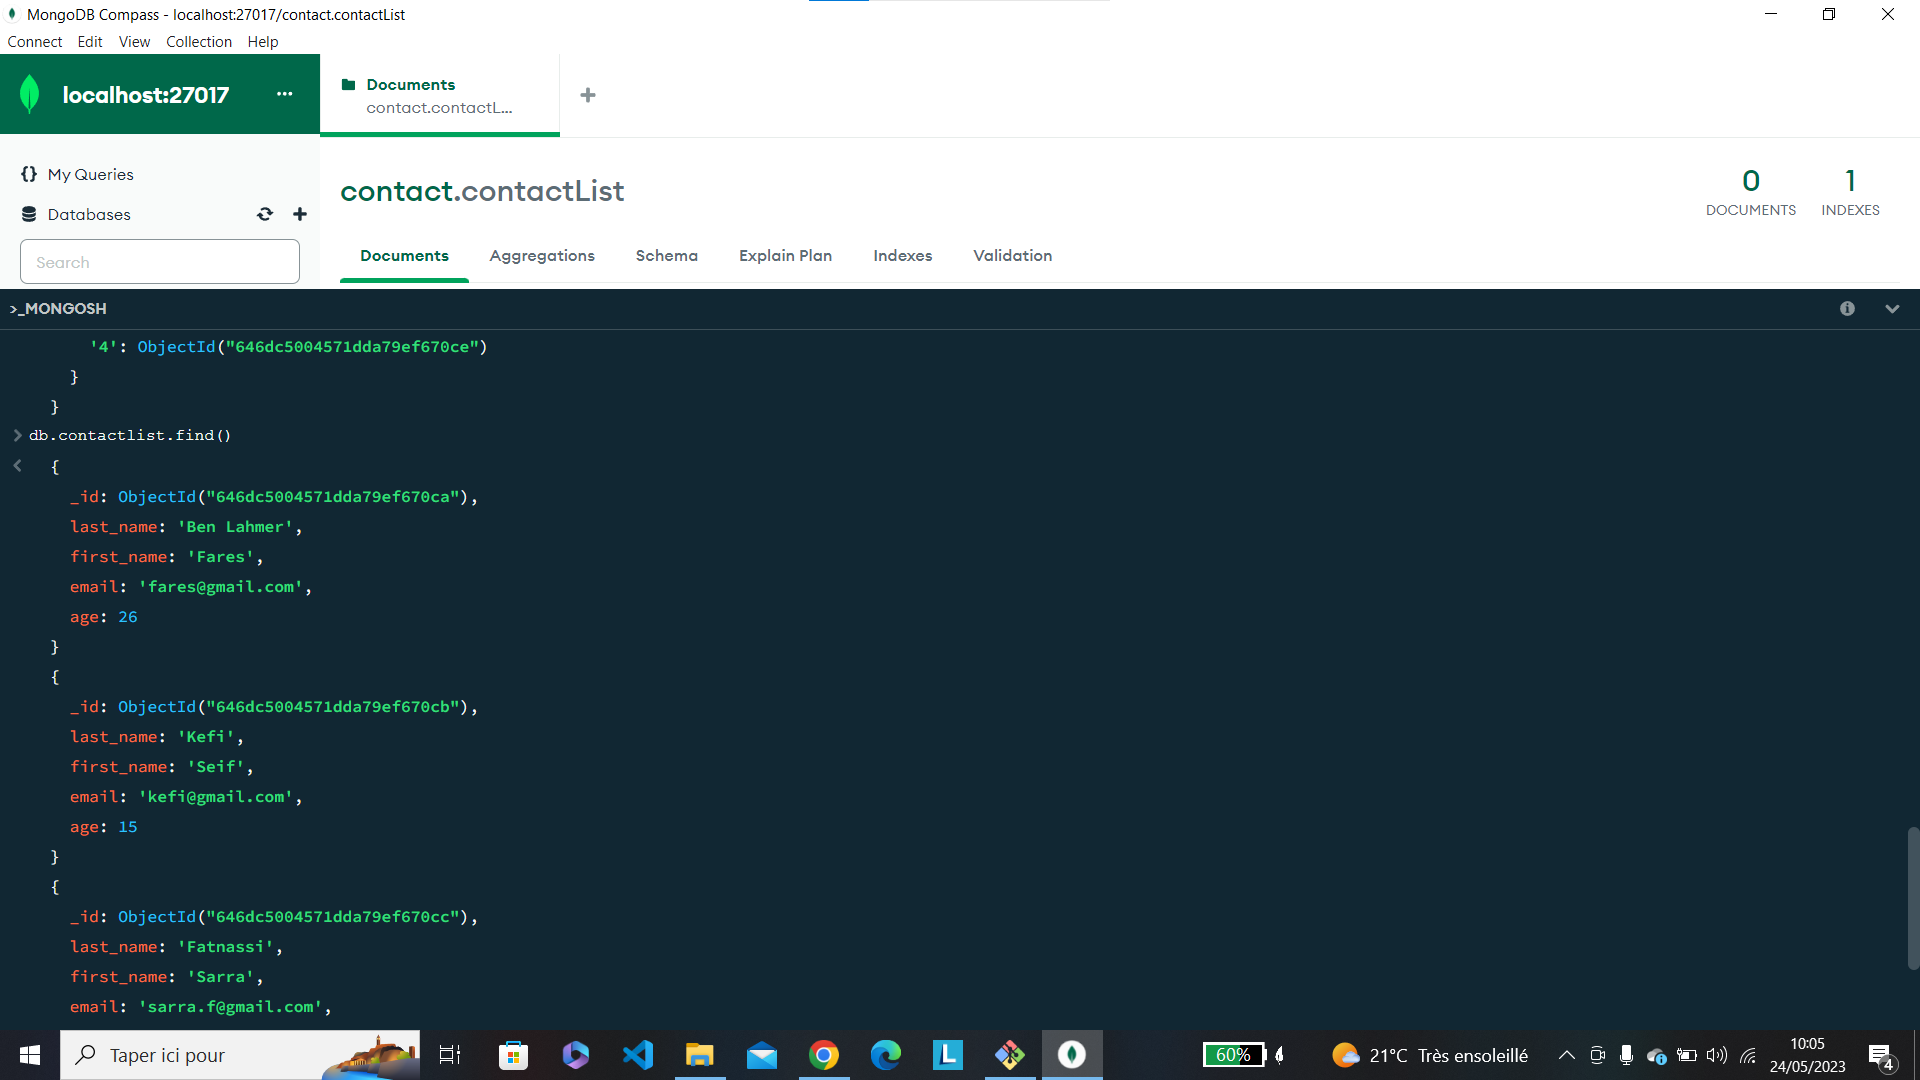 MongoDB Compass - localhost:27017/contact.contactList
Connect Edit View Collection Help
localhost:27017 ...
Documents
contact.contactL...
My Queries
Databases
Search
contact.contactList
0
DOCUMENTS
1
INDEXES
Documents Aggregations Schema Explain Plan Indexes Validation
>_MONGOSH
'4': ObjectId("646dc5004571dda79ef670ce")
}
}
> db.contactlist.find()
< {
_id: ObjectId("646dc5004571dda79ef670ca"),
last_name: 'Ben Lahmer',
first_name: 'Fares',
email: 'fares@gmail.com',
age: 26
}
{
_id: ObjectId("646dc5004571dda79ef670cb"),
last_name: 'Kefi',
first_name: 'Seif',
email: 'kefi@gmail.com',
age: 15
}
{
_id: ObjectId("646dc5004571dda79ef670cc"),
last_name: 'Fatnassi',
first_name: 'Sarra',
email: 'sarra.f@gmail.com',
Taper ici pour
L
60%
21°C Très ensoleillé
10:05
24/05/2023
4